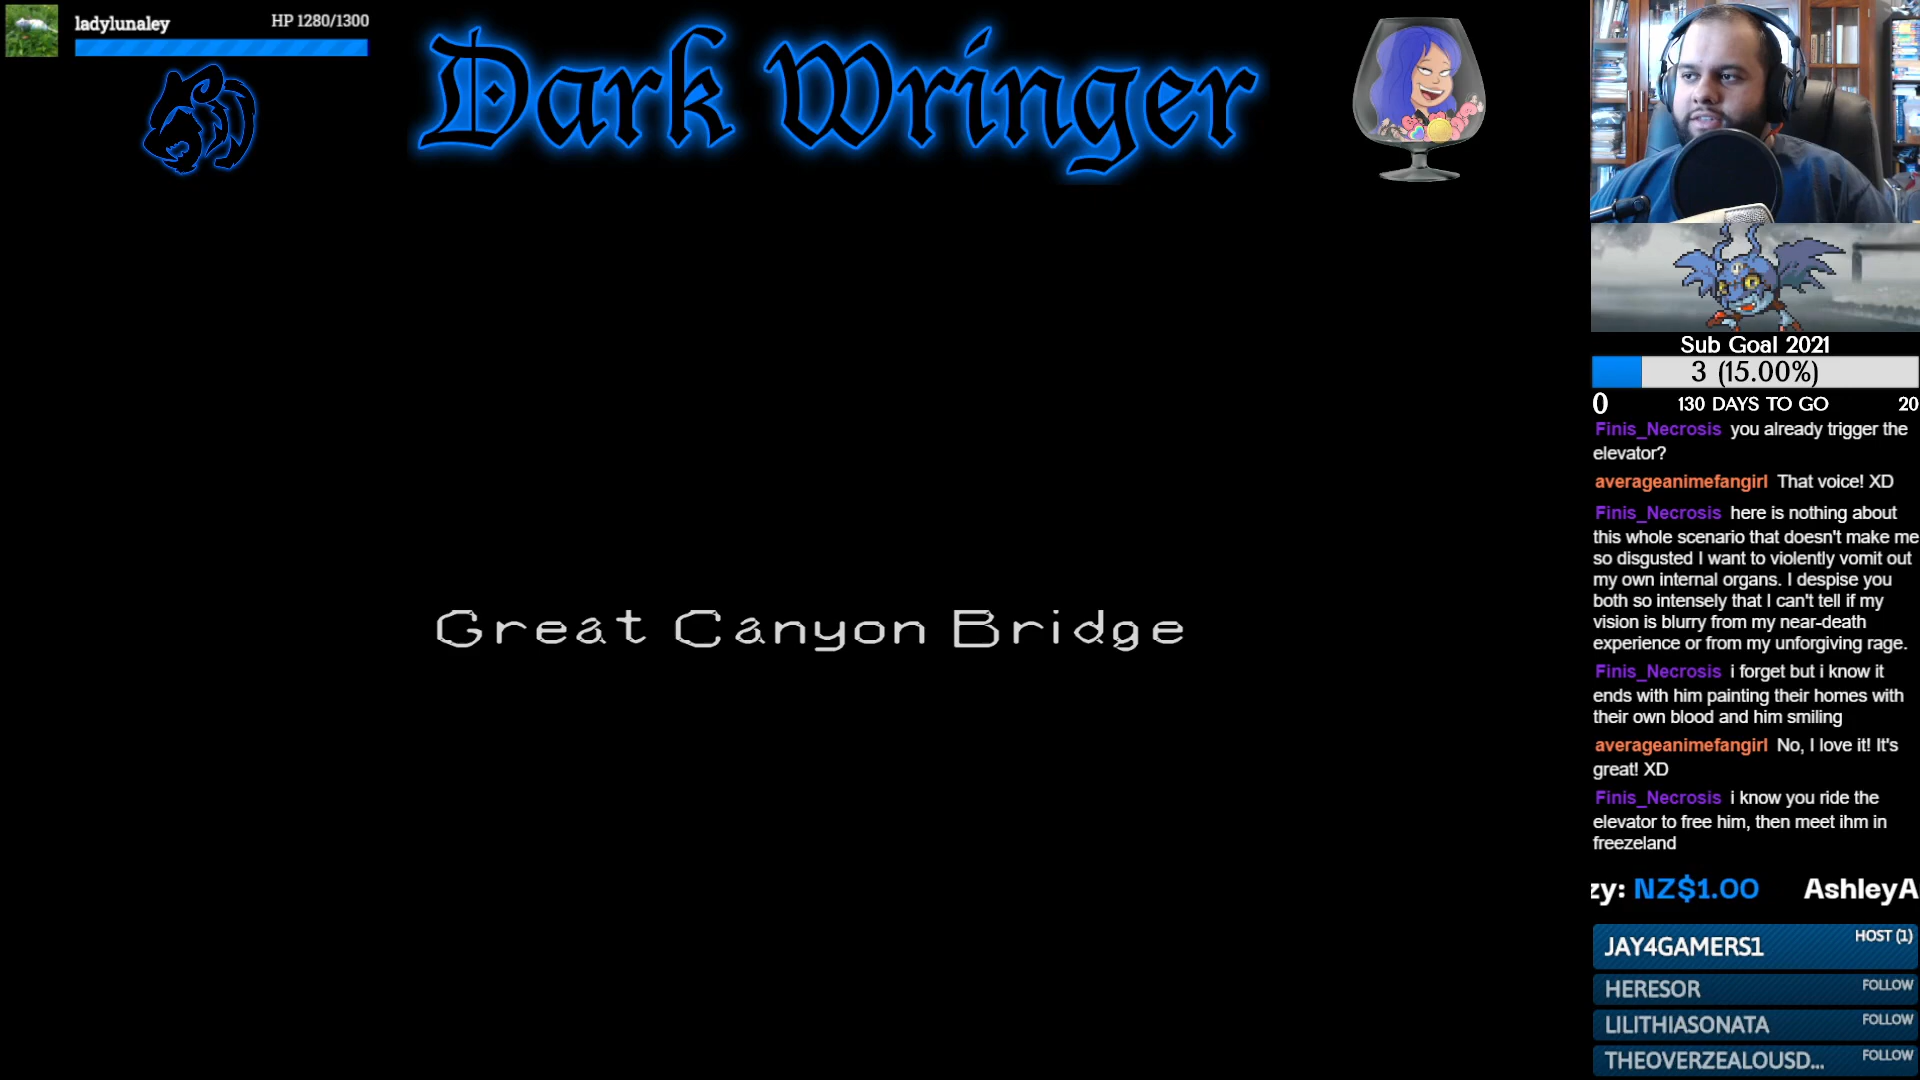 ladylunaley
HP 1280/1300
Dark Wringer
Great Canyon Bridge
Sub Goal 2021
3 (15.00%)
0 130 DAYS TO GO 20
Finis_Necrosis you already trigger the
elevator?
averageanimefangirl That voice! XD
Finis_Necrosis here is nothing about
this whole scenario that doesn't make me
so disgusted I want to violently vomit out
my own internal organs. I despise you
both so intensely that I can't tell if my
vision is blurry from my near-death
experience or from my unforgiving rage.
Finis_Necrosis i forget but i know it
ends with him painting their homes with
their own blood and him smiling
averageanimefangirl No, I love it! It's
great! XD
Finis_Necrosis i know you ride the
elevator to free him, then meet ihm in
freezeland
zy: NZ$1.00 AshleyA
JAY4GAMERS1 HOST (1)
HERESOR FOLLOW
LILITHIASONATA FOLLOW
THEOVERZEALOUSD... FOLLOW